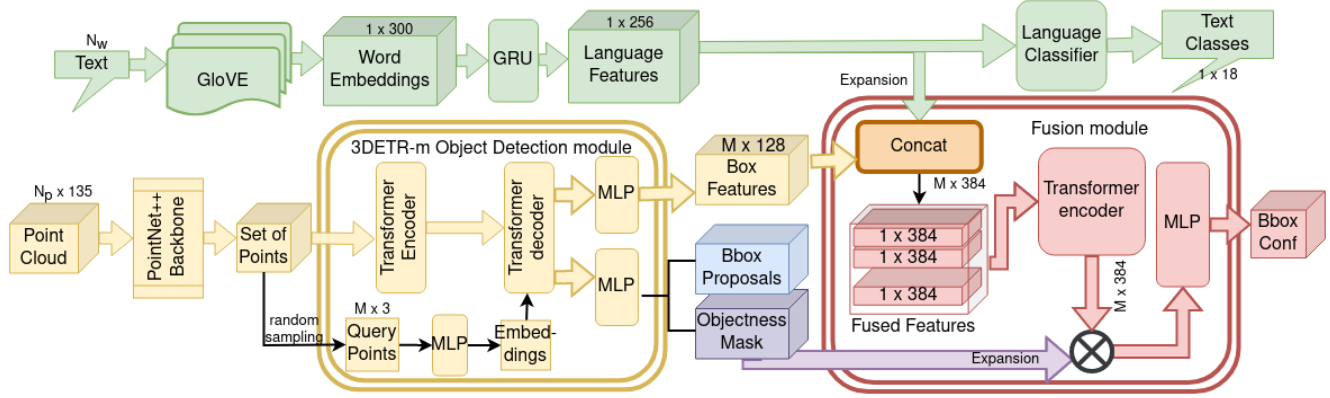 N_w
Text
GloVE
1 x 300
Word
Embeddings
GRU
1 x 256
Language
Features
Expansion
Language
Classifier
Text
Classes
1 x 18
3DETR-m Object Detection module
N_p x 135
Point
Cloud
PointNet++
Backbone
Set of
Points
random
sampling
Transformer
Encoder
M x 3
Query
Points
MLP
Embed-
dings
Transformer
decoder
MLP
MLP
M x 128
Box
Features
Bbox
Proposals
Objectness
Mask
Expansion
Fusion module
Concat
M x 384
1 x 384
1 x 384
1 x 384
Fused Features
Transformer
encoder
M x 384
MLP
Bbox
Conf